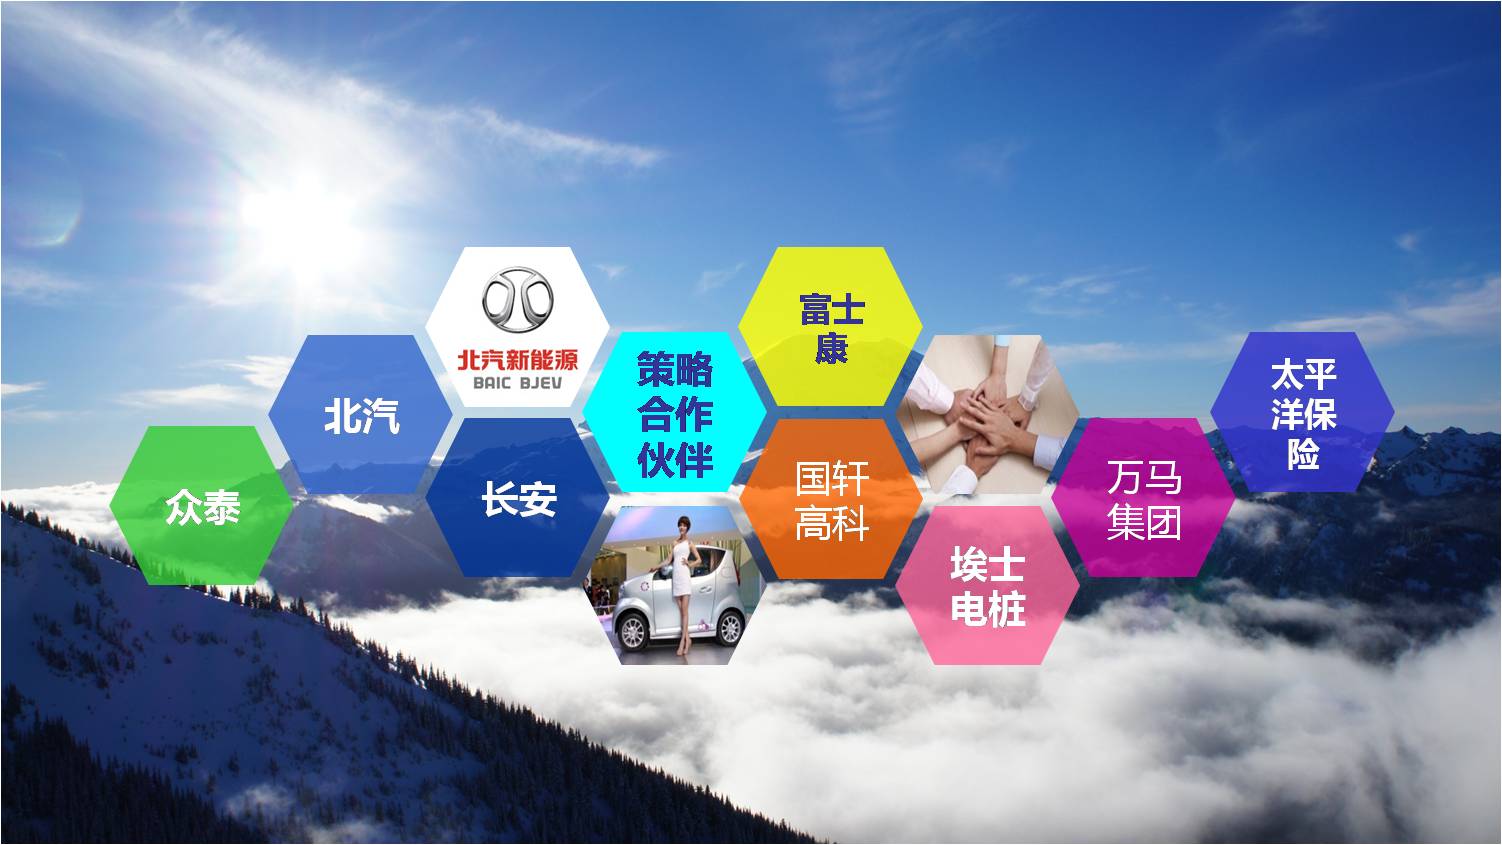 众泰
北汽
北汽新能源
BAIC BJEV
长安
策略
合作
伙伴
富士
康
国轩
高科
埃士
电桩
万马
集团
太平
洋保
险